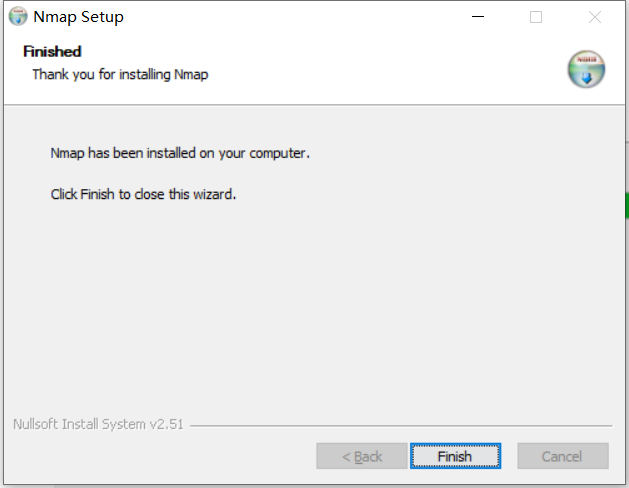 Nmap Setup
Finished
Thank you for installing Nmap
Nmap has been installed on your computer.
Click Finish to close this wizard.
Nullsoft Install System v2.51
< Back
Finish
Cancel